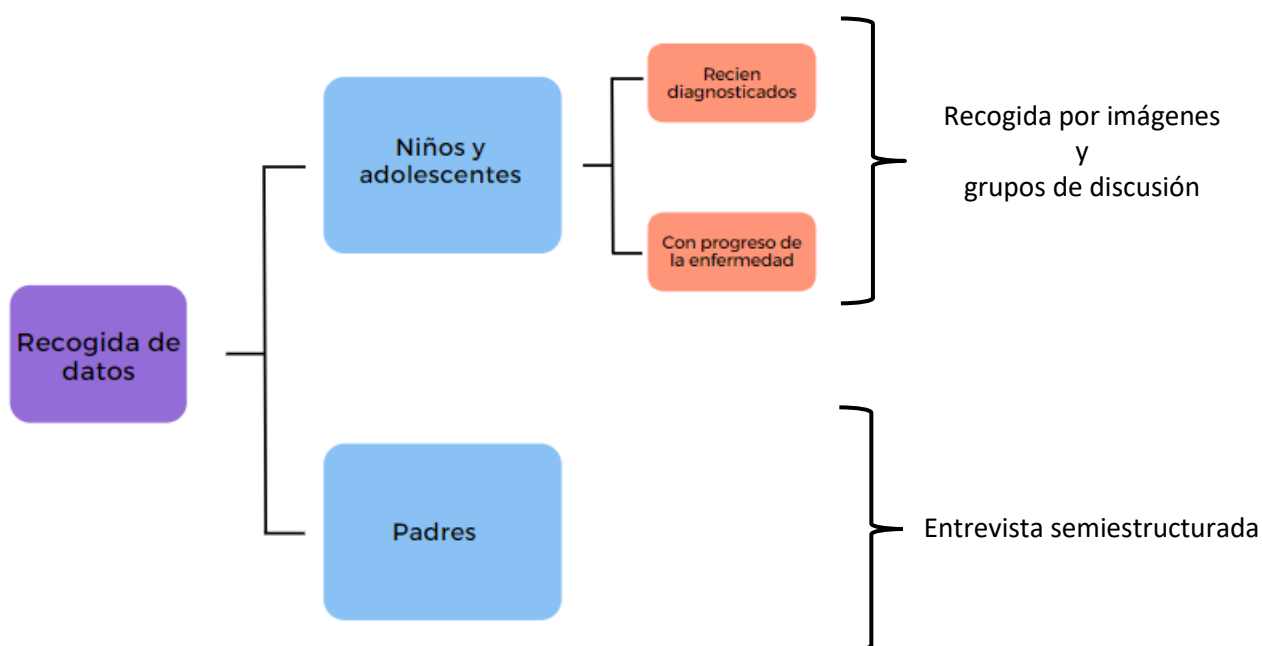 Recien
diagnosticados
Niños y
adolescentes
Recogida por imágenes
y
grupos de discusión
Con progreso de
la enfermedad
Recogida de
datos
Padres
Entrevista semiestructurada